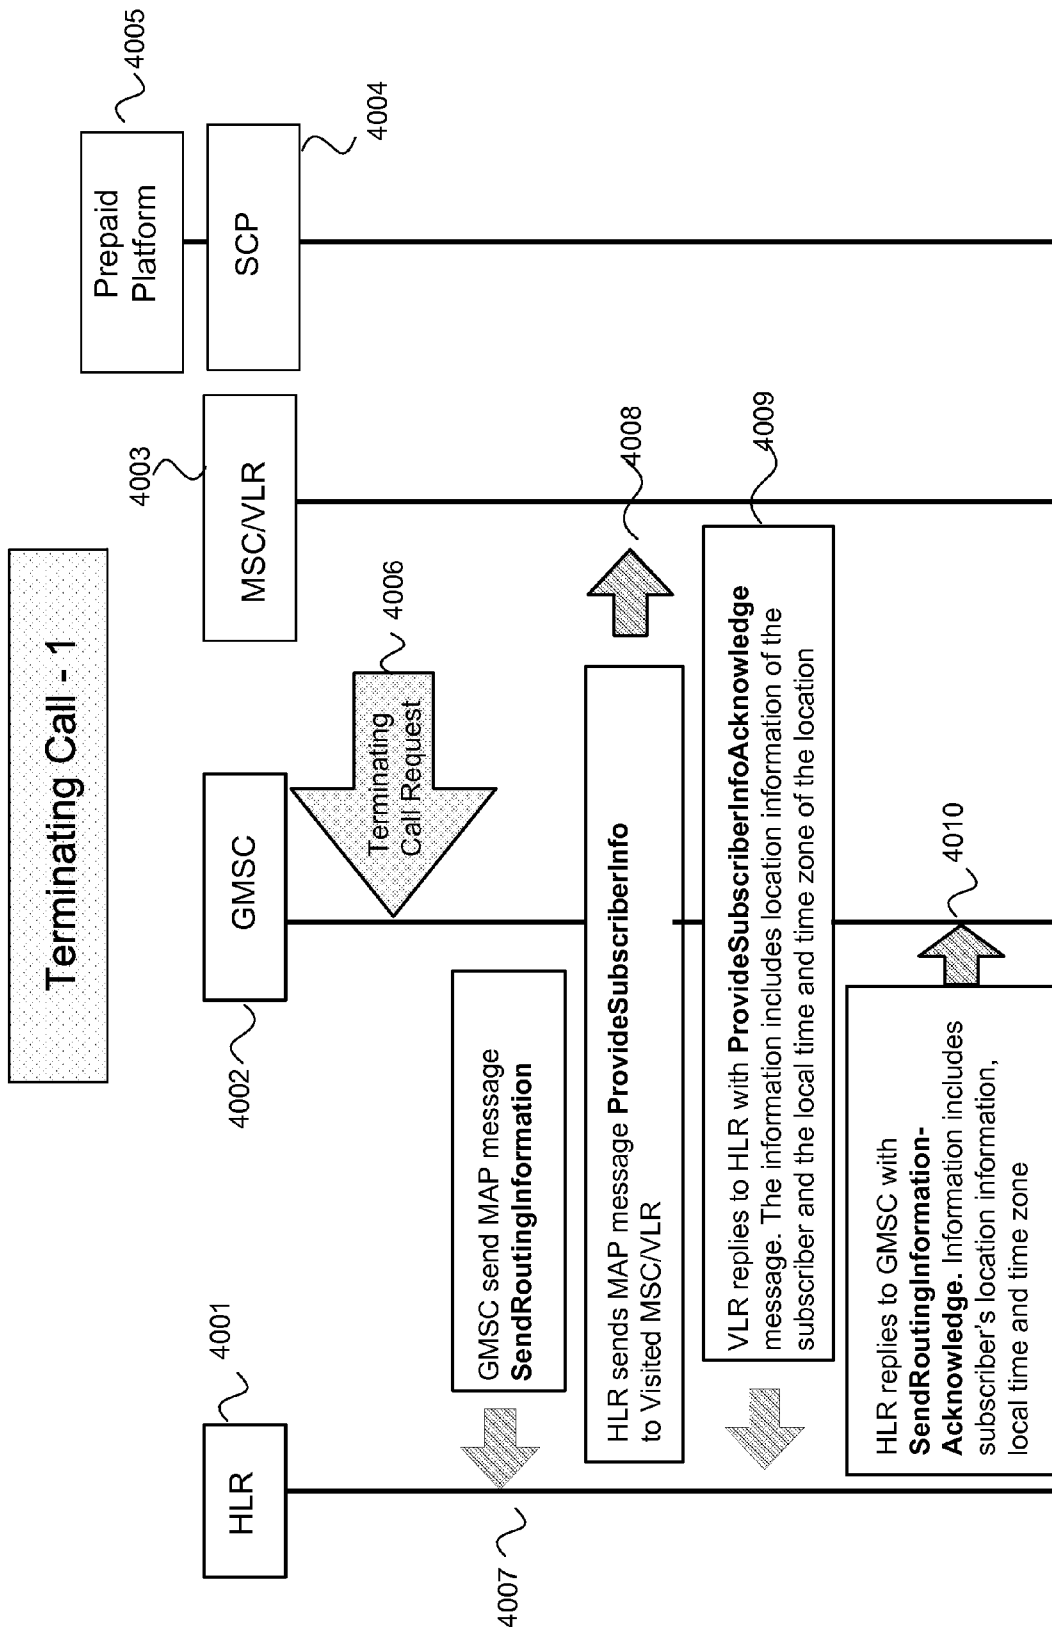 Terminating Call - 1
Prepaid
Platform
4005
HLR
4001
GMSC
4002
MSC/VLR
4003
SCP
4004
Terminating
Call Request
4006
GMSC send MAP message
SendRoutingInformation
4007
HLR sends MAP message ProvideSubscriberInfo
to Visited MSC/VLR
4008
VLR replies to HLR with ProvideSubscriberInfoAcknowledge
message. The information includes location information of the
subscriber and the local time and time zone of the location
4009
HLR replies to GMSC with
SendRoutingInformation-
Acknowledge. Information includes
subscriber's location information,
local time and time zone
4010